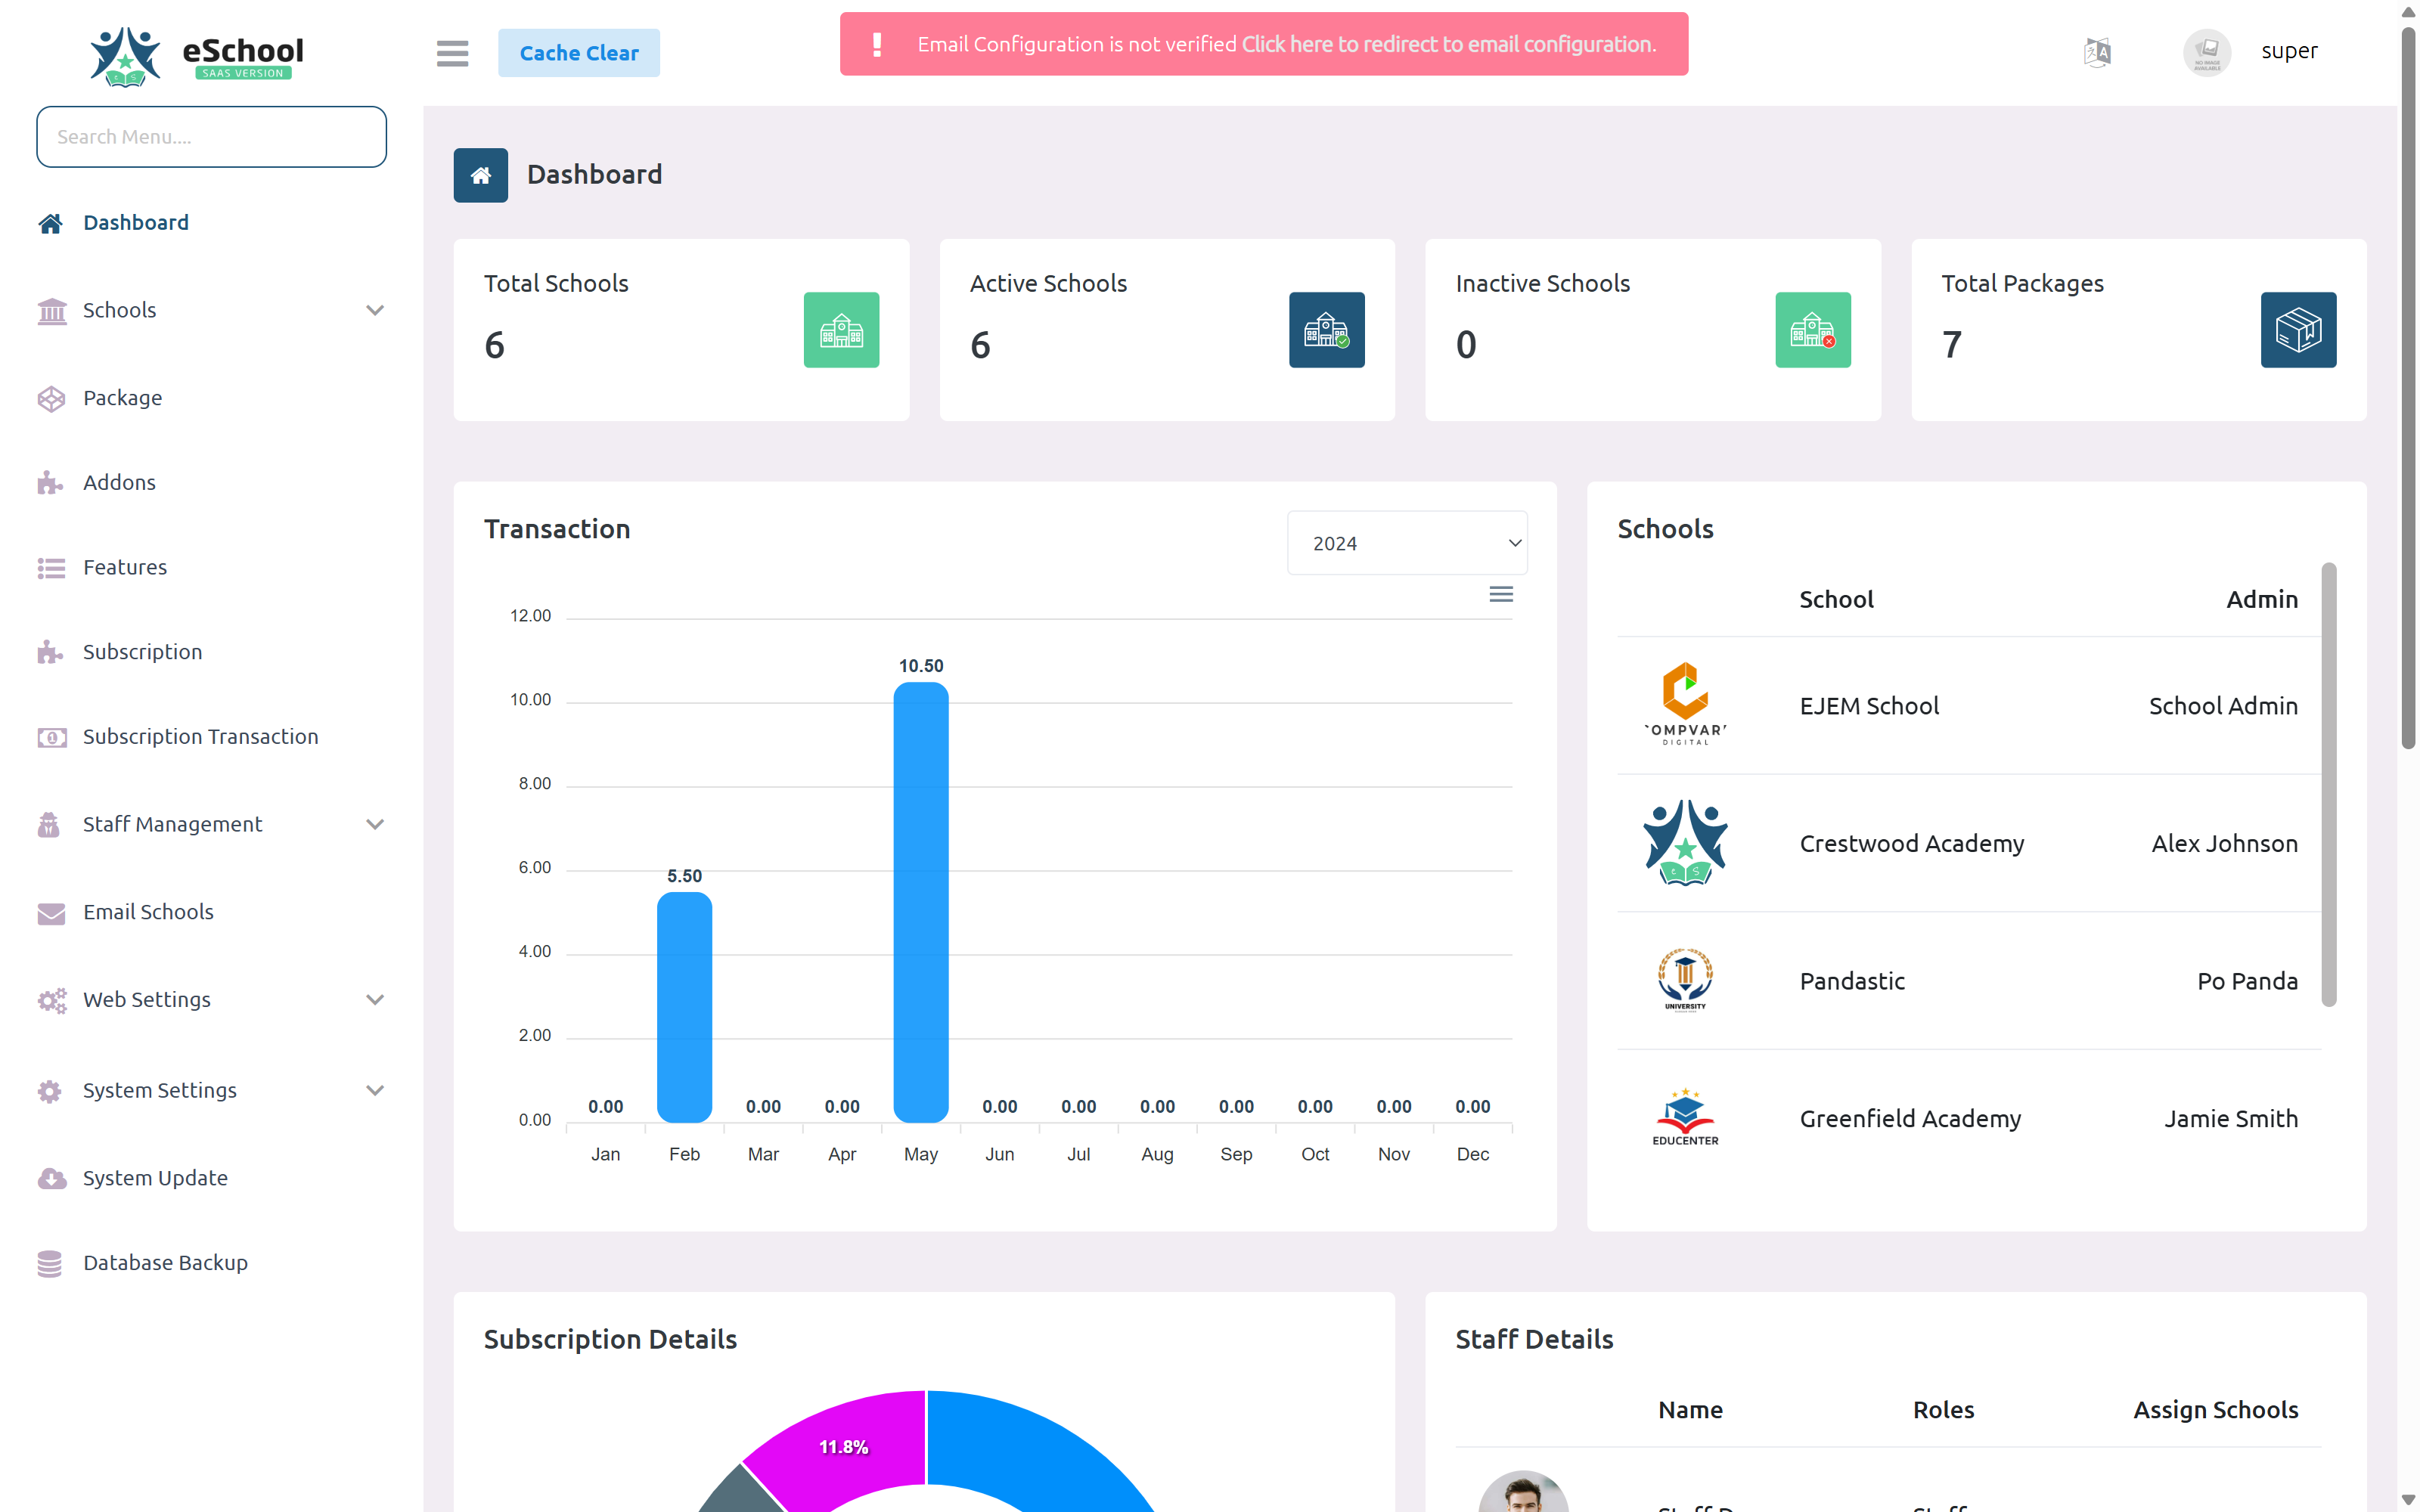 eSchool
SAAS VERSION
Cache Clear
Email Configuration is not verified Click here to redirect to email configuration.
super
NO IMAGE
AVAILABLE
Search Menu....
Dashboard
Schools
Package
Addons
Features
Subscription
Subscription Transaction
Staff Management
Email Schools
Web Settings
System Settings
System Update
Database Backup
Dashboard
Total Schools
6
Active Schools
6
Inactive Schools
0
Total Packages
7
Transaction
2024
12.00
10.00
8.00
6.00
4.00
2.00
0.00
0.00
5.50
0.00
0.00
10.50
0.00
0.00
0.00
0.00
0.00
0.00
0.00
Jan
Feb
Mar
Apr
May
Jun
Jul
Aug
Sep
Oct
Nov
Dec
Schools
School Admin
DIGITAL
EJEM School School Admin
Crestwood Academy Alex Johnson
UNIVERSITY
Pandastic Po Panda
EDUCENTER
Greenfield Academy Jamie Smith
Subscription Details
11.8%
Staff Details
Name Roles Assign Schools